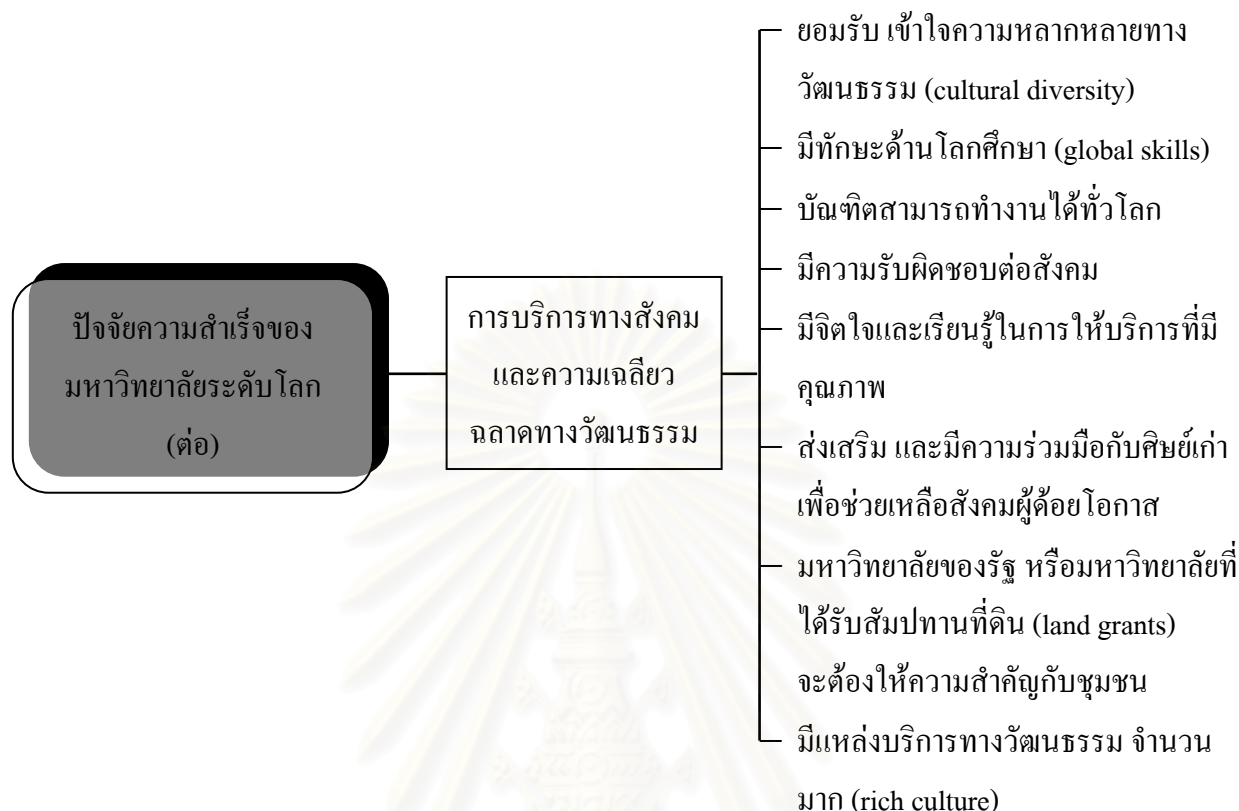 ปัจจัยความสำเร็จของ
มหาวิทยาลัยระดับโลก
(ต่อ)
การบริการทางสังคม
และความเฉลียว
ฉลาดทางวัฒนธรรม
ยอมรับ เข้าใจความหลากหลายทาง
วัฒนธรรม (cultural diversity)
มีทักษะด้านโลกศึกษา (global skills)
บัณฑิตสามารถทำงานได้ทั่วโลก
มีความรับผิดชอบต่อสังคม
มีจิตใจและเรียนรู้ในการให้บริการที่มี
คุณภาพ
ส่งเสริม และมีความร่วมมือกับศิษย์เก่า
เพื่อช่วยเหลือสังคมผู้ด้อยโอกาส
มหาวิทยาลัยของรัฐ หรือมหาวิทยาลัยที่
ได้รับสัมปทานที่ดิน (land grants)
จะต้องให้ความสำคัญกับชุมชน
มีแหล่งบริการทางวัฒนธรรม จำนวน
มาก (rich culture)